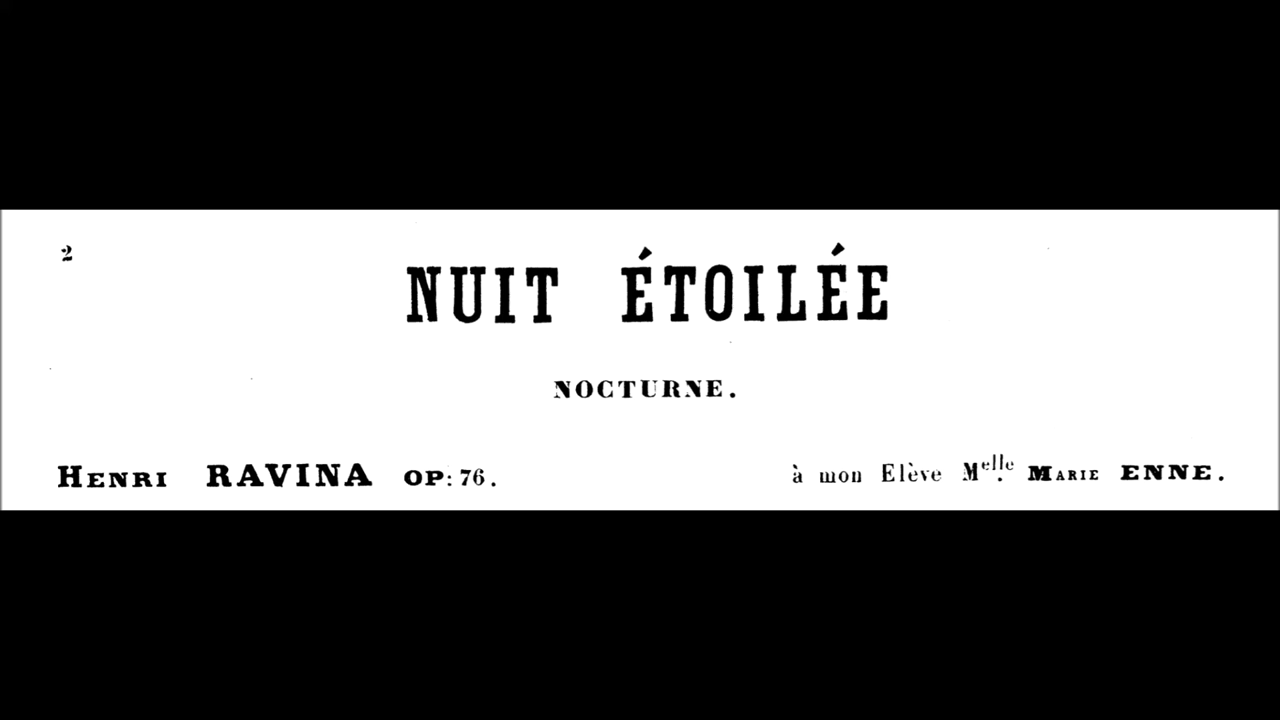 2
NUIT ÉTOILÉE
NOCTURNE.
HENRI RAVINA OP: 76.
à mon Elève Melle. MARIE ENNE.